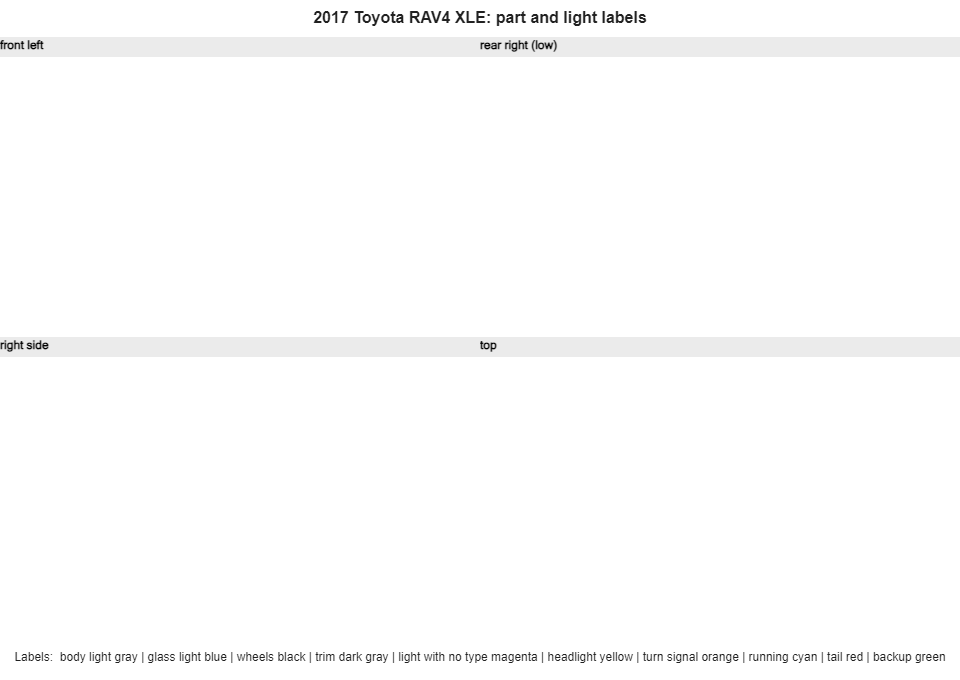 2017 Toyota RAV4 XLE: part and light labels
front left
rear right (low)
right side
top
Labels: body light gray | glass light blue | wheels black | trim dark gray | light with no type magenta | headlight yellow | turn signal orange | running cyan | tail red | backup green